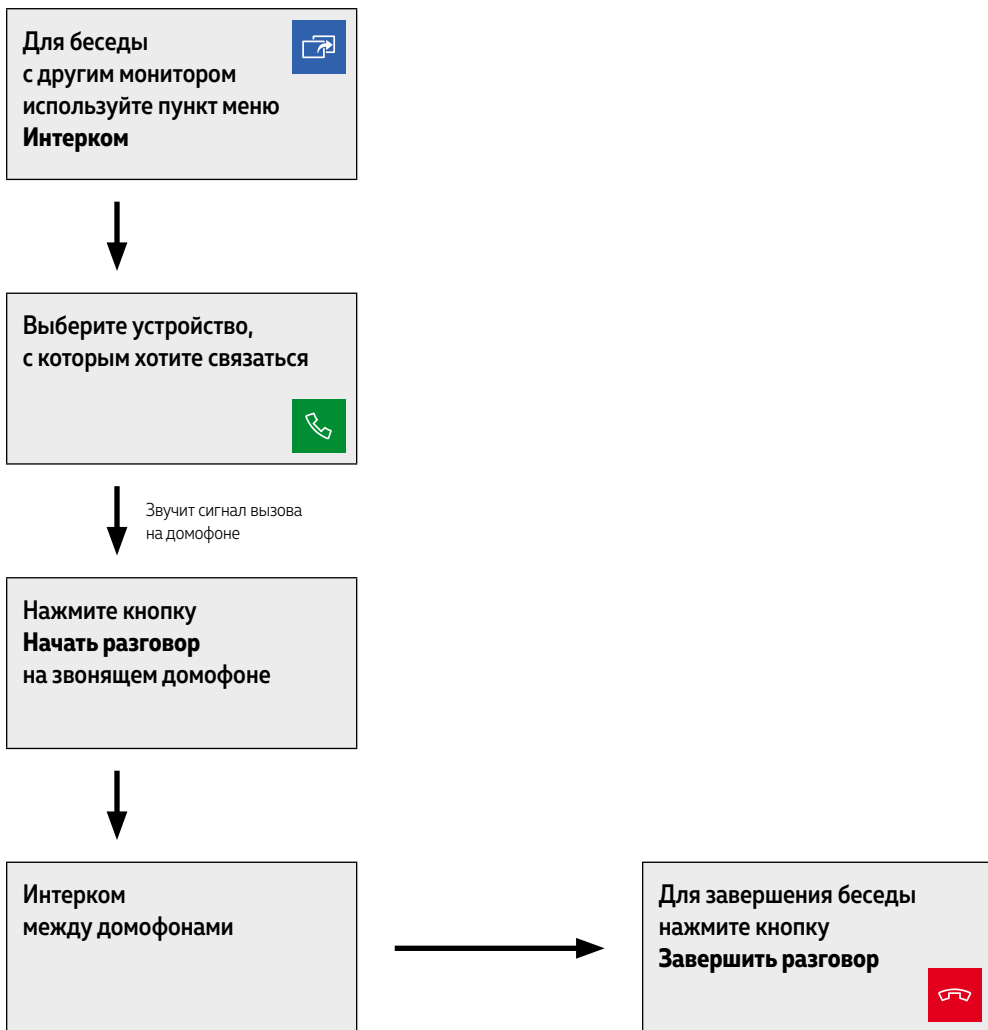 Для беседы
с другим монитором
используйте пункт меню
Интерком
Выберите устройство,
с которым хотите связаться
Звучит сигнал вызова
на домофоне
Нажмите кнопку
Начать разговор
на звонящем домофоне
Интерком
между домофонами
Для завершения беседы
нажмите кнопку
Завершить разговор